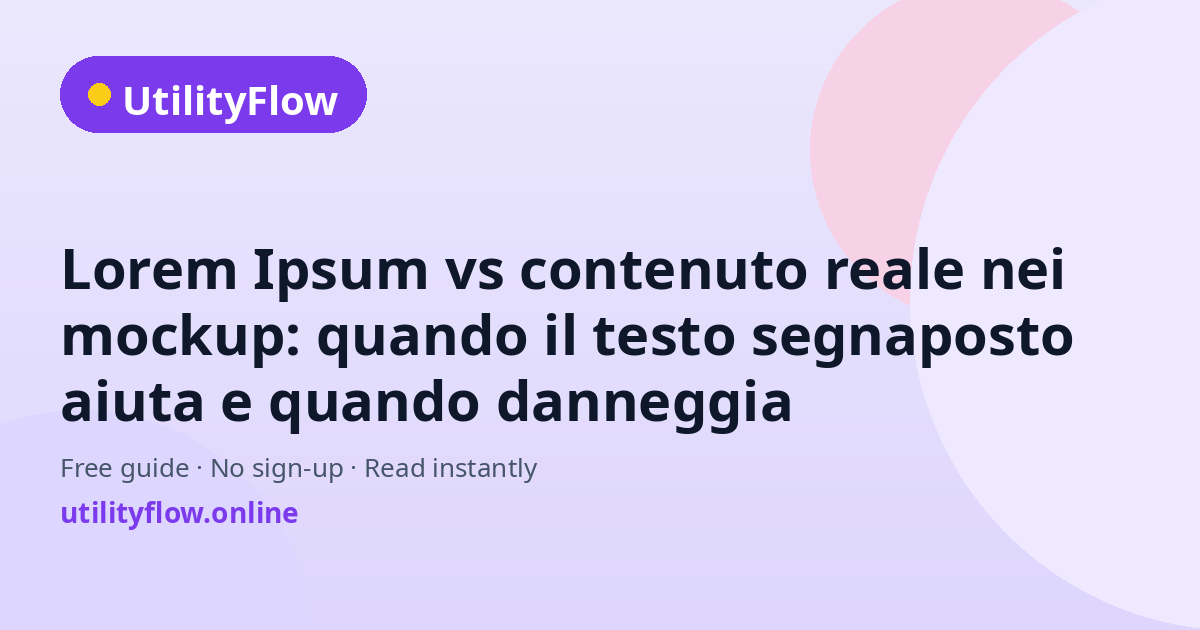 UtilityFlow
Lorem Ipsum vs contenuto reale nei
mockup: quando il testo segnaposto
aiuta e quando danneggia
Free guide · No sign-up · Read instantly
utilityflow.online